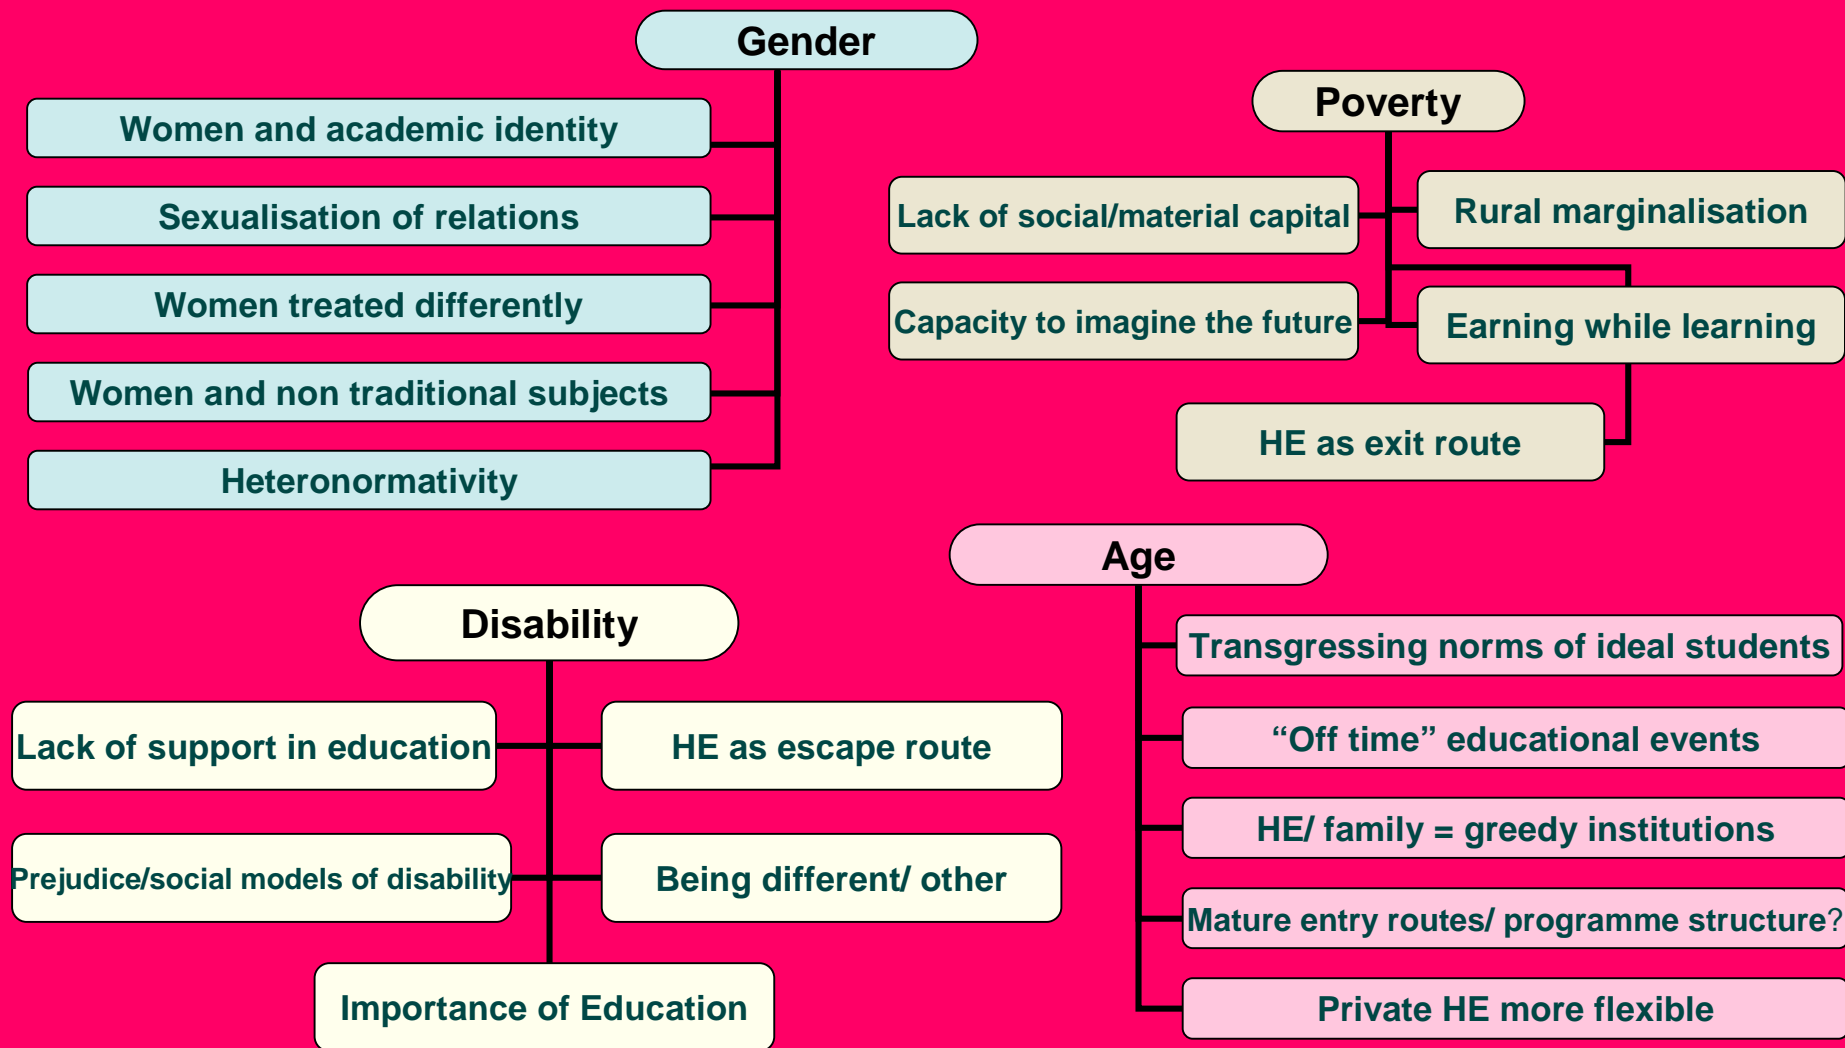 Gender
Women and academic identity
Sexualisation of relations
Women treated differently
Women and non traditional subjects
Heteronormativity
Poverty
Lack of social/material capital
Rural marginalisation
Capacity to imagine the future
Earning while learning
HE as exit route
Disability
Lack of support in education
HE as escape route
Prejudice/social models of disability
Being different/ other
Importance of Education
Age
Transgressing norms of ideal students
“Off time” educational events
HE/ family = greedy institutions
Mature entry routes/ programme structure?
Private HE more flexible